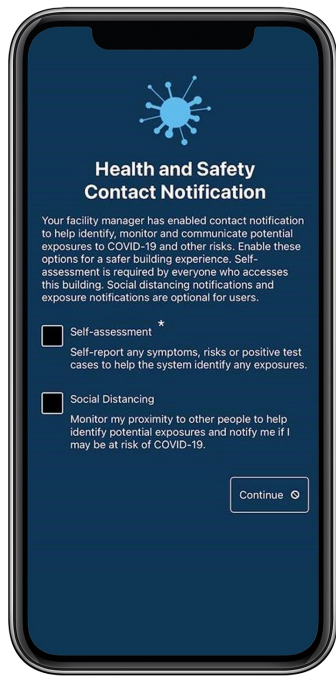 Health and Safety
Contact Notification
Your facility manager has enabled contact notification
to help identify, monitor and communicate potential
exposures to COVID-19 and other risks. Enable these
options for a safer building experience. Self-
assessment is required by everyone who accesses
this building. Social distancing notifications and
exposure notifications are optional for users.
Self-assessment *
Self-report any symptoms, risks or positive test
cases to help the system identify any exposures.
Social Distancing
Monitor my proximity to other people to help
identify potential exposures and notify me if I
may be at risk of COVID-19.
Continue